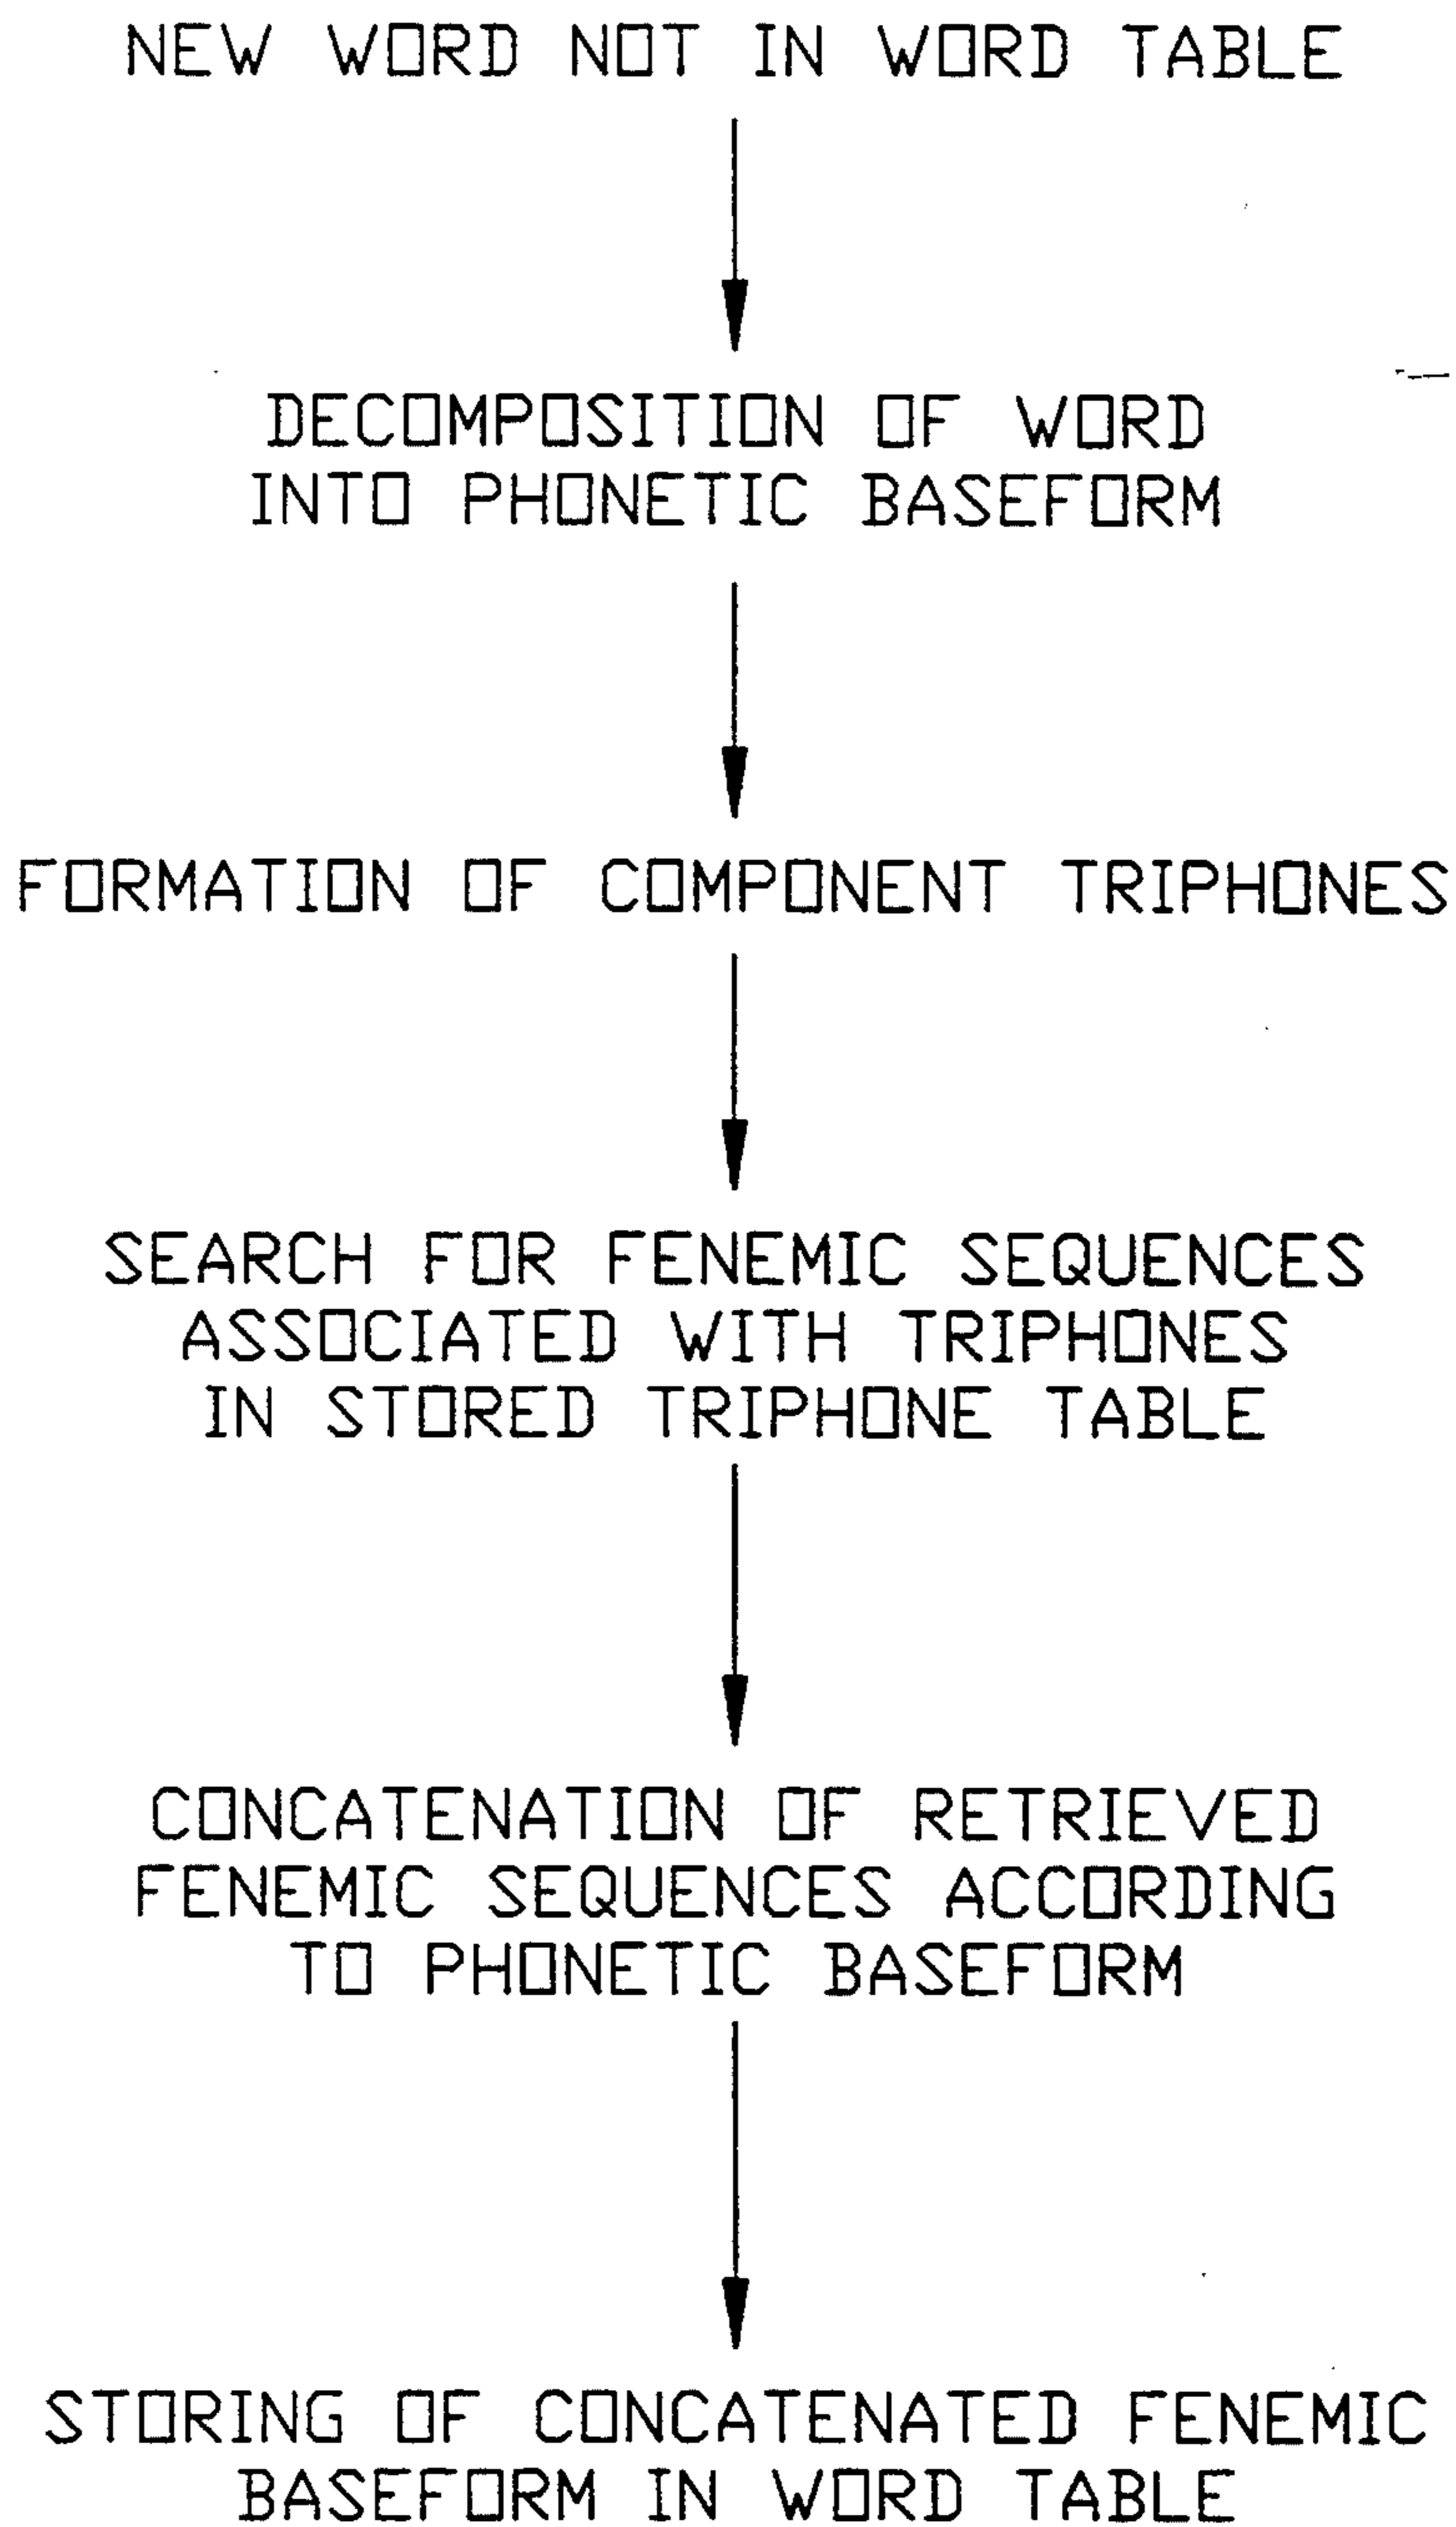 NEW WORD NOT IN WORD TABLE
DECOMPOSITION OF WORD
INTO PHONETIC BASEFORM
FORMATION OF COMPONENT TRIPHONES
SEARCH FOR FENEMIC SEQUENCES
ASSOCIATED WITH TRIPHONES
IN STORED TRIPHONE TABLE
CONCATENATION OF RETRIEVED
FENEMIC SEQUENCES ACCORDING
TO PHONETIC BASEFORM
STORING OF CONCATENATED FENEMIC
BASEFORM IN WORD TABLE